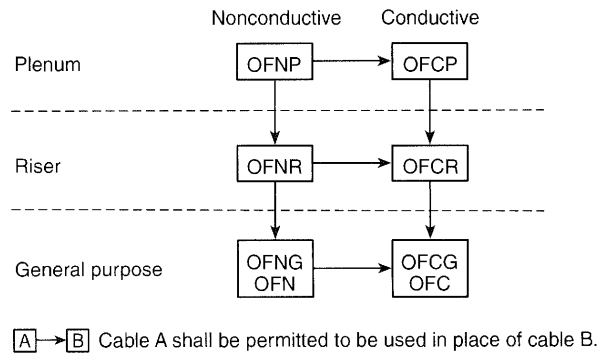 Nonconductive Conductive
Plenum OFNP OFCP
Riser OFNR OFCR
General purpose OFNG OFCG
OFN OFC
A B Cable A shall be permitted to be used in place of cable B.